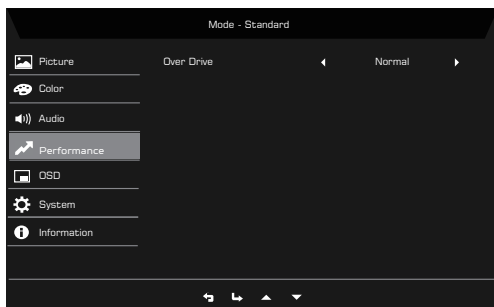 Mode - Standard
Picture
Over Drive Normal
Color
Audio
Performance
OSD
System
Information